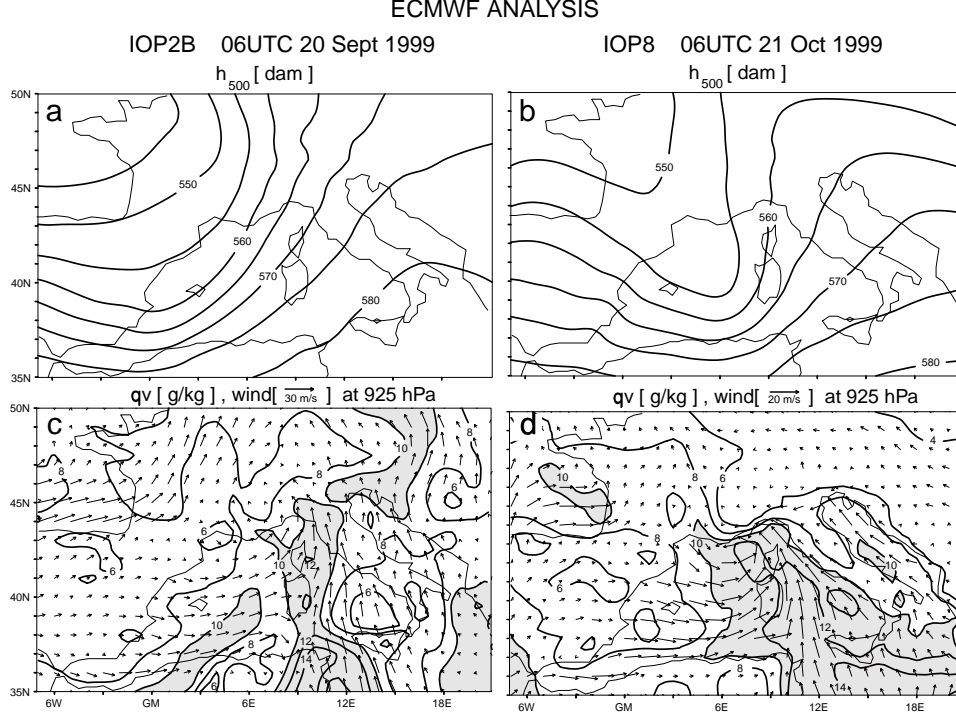 ECMWF ANALYSIS
IOP2B 06UTC 20 Sept 1999
IOP8 06UTC 21 Oct 1999
h500 [ dam ]
h500 [ dam ]
50N
a
b
550
550
45N
560
560
570
570
40N
580
580
35N
qv [ g/kg ] , wind[ 30 m/s ] at 925 hPa
qv [ g/kg ] , wind[ 20 m/s ] at 925 hPa
50N
c
d
8
10
4
8
8
8
6
10
45N
6
6
10
8
8
6
10
12
10
6
6
40N
10
12
12
8
14
8
6
14
35N
6W
GM
6E
12E
18E
6W
GM
6E
12E
18E